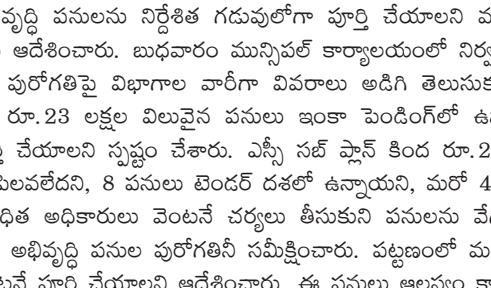 వృద్ధి పనులను నిర్దేశిత గడువులోగా పూర్తి చేయాలని
ఆదేశించారు. బుధవారం మున్సిపల్ కార్యాలయంలో
పురోగతిపై విభాగాల వారీగా వివరాలు అడిగి
రూ.23 లక్షల విలువైన పనులు ఇంకా పెండింగ్‌లో
చేయాలని స్పష్టం చేశారు. ఎస్సీ సబ్ ప్లాన్ కింద రూ.2
పిలవలేదని, 8 పనులు టెండర్ దశలో ఉన్నాయని, మరో 4
ధిత అధికారులు వెంటనే చర్యలు తీసుకుని పనులను
అభివృద్ధి పనుల పురోగతినీ సమీక్షించారు. పట్టణంలో
పూర్తి చేయాలని ఆదేశించారు. ఈ పనులు ఆలస్యం